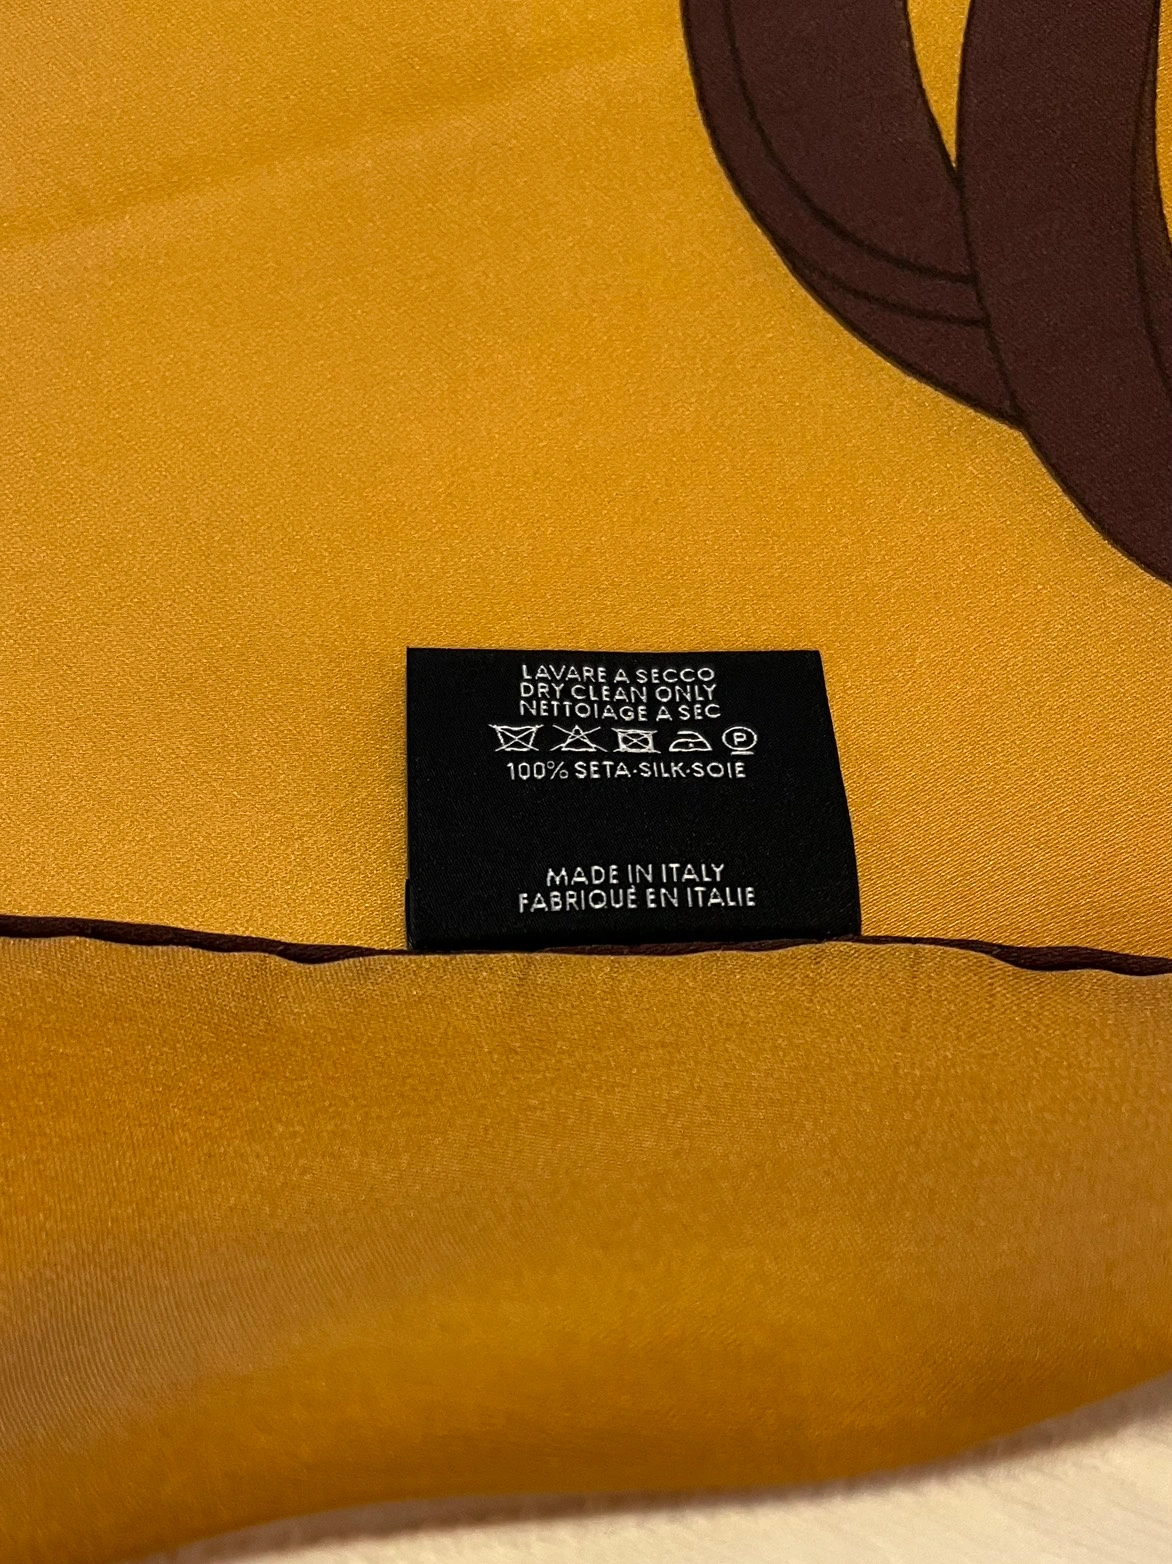 LAVARE A SECCO
DRY CLEAN ONLY
NETTOIAGE A SEC
P
100% SETA·SILK·SOIE
MADE IN ITALY
FABRIQUÉ EN ITALIE